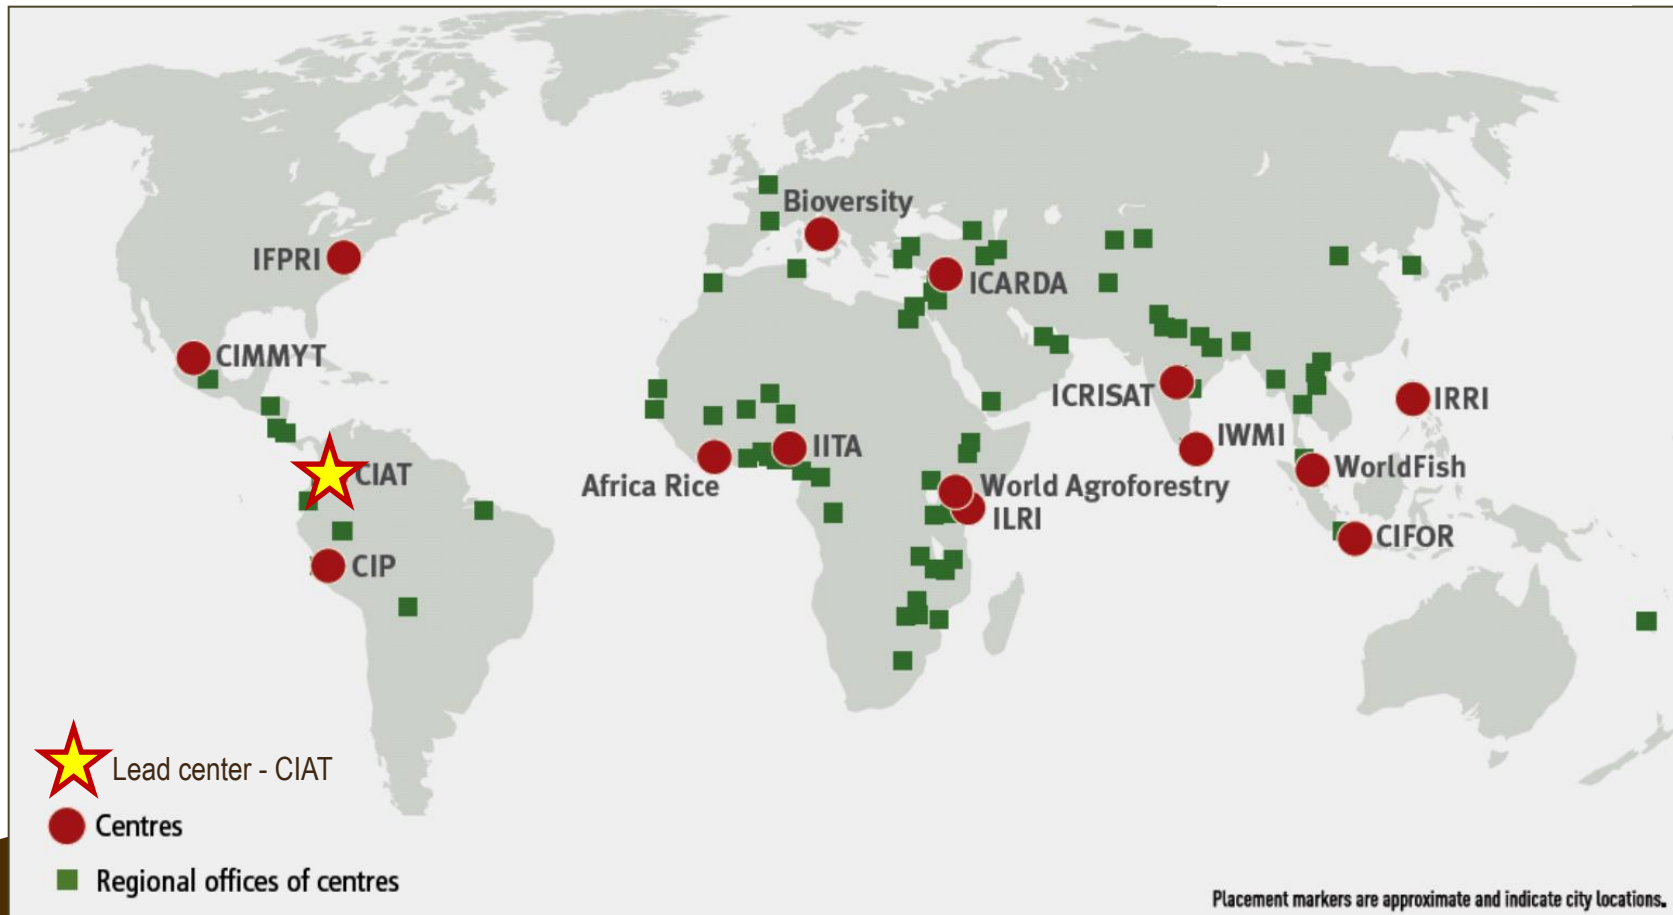 Bioversity
IFPRI
ICARDA
CIMMYT
ICRISAT
IRRI
IWMI
IITA
CIAT
WorldFish
Africa Rice
World Agroforestry
ILRI
CIFOR
CIP
Lead center - CIAT
Centres
Regional offices of centres
Placement markers are approximate and indicate city locations.